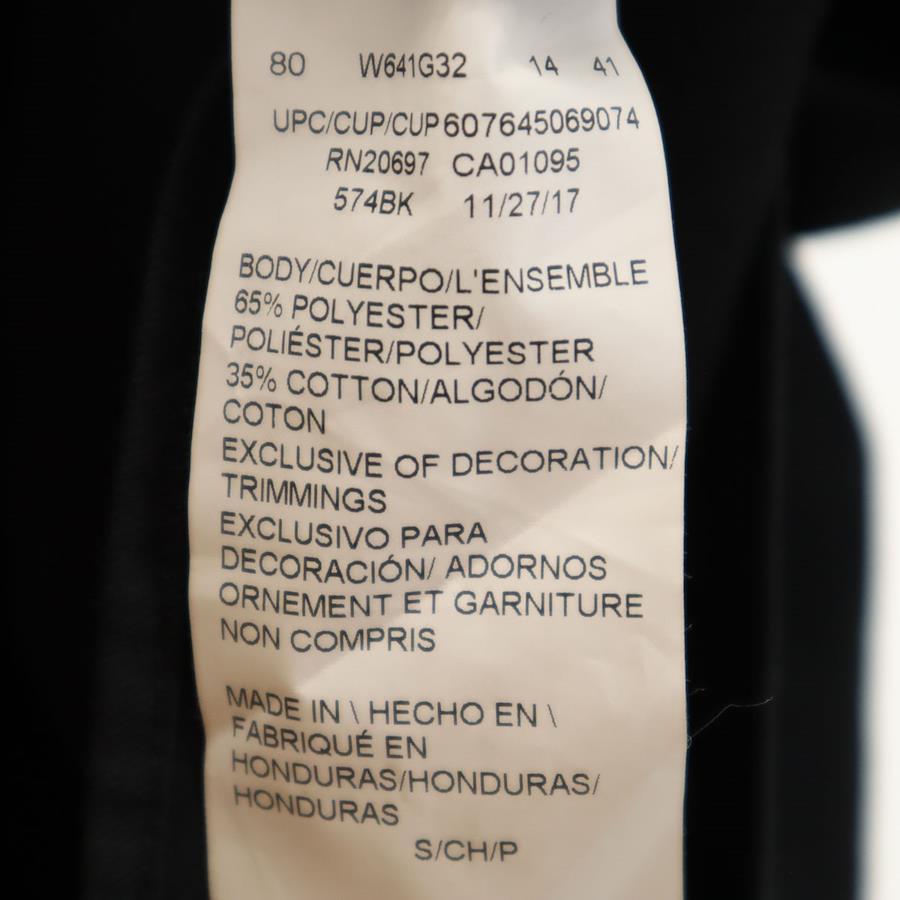 80 W641G32 14 41
UPC/CUP/CUP 607645069074
RN20697 CA01095
574BK 11/27/17
BODY/CUERPO/L'ENSEMBLE
65% POLYESTER/
POLIÉSTER/POLYESTER
35% COTTON/ALGODÓN/
COTON
EXCLUSIVE OF DECORATION/
TRIMMINGS
EXCLUSIVO PARA
DECORACIÓN/ ADORNOS
ORNEMENT ET GARNITURE
NON COMPRIS
MADE IN \ HECHO EN \
FABRIQUÉ EN
HONDURAS/HONDURAS/
HONDURAS
S/CH/P